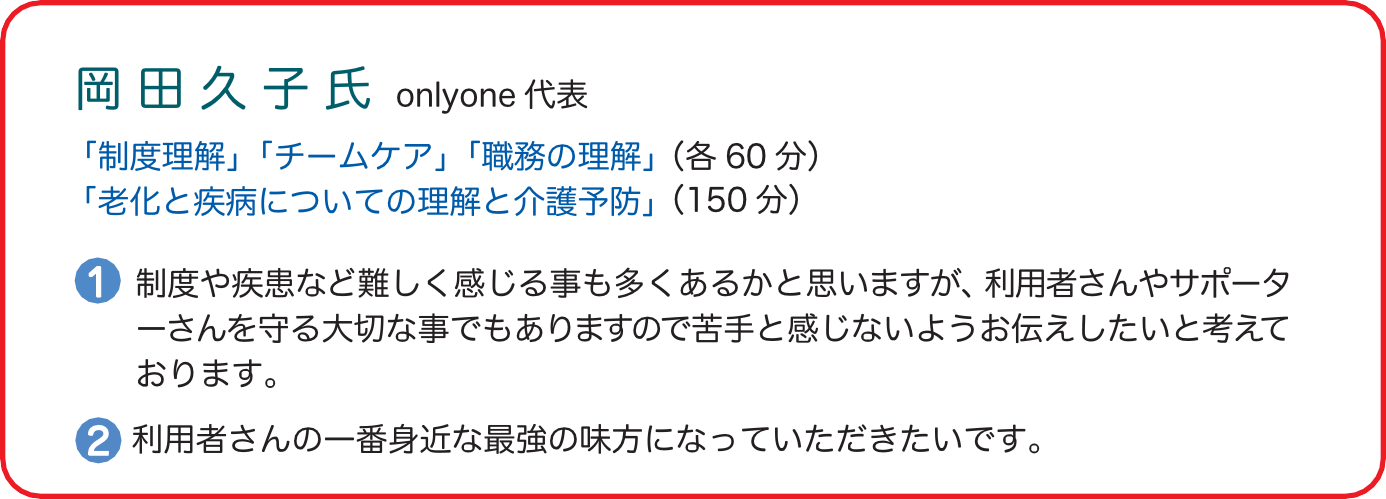 岡田久子氏 onlyone 代表
「制度理解」「チームケア」「職務の理解」（各 60 分）
「老化と疾病についての理解と介護予防」（150 分）
1 制度や疾患など難しく感じる事も多くあるかと思いますが、利用者さんやサポータ
ーさんを守る大切な事でもありますので苦手と感じないようお伝えしたいと考えて
おります。
2 利用者さんの一番身近な最強の味方になっていただきたいです。